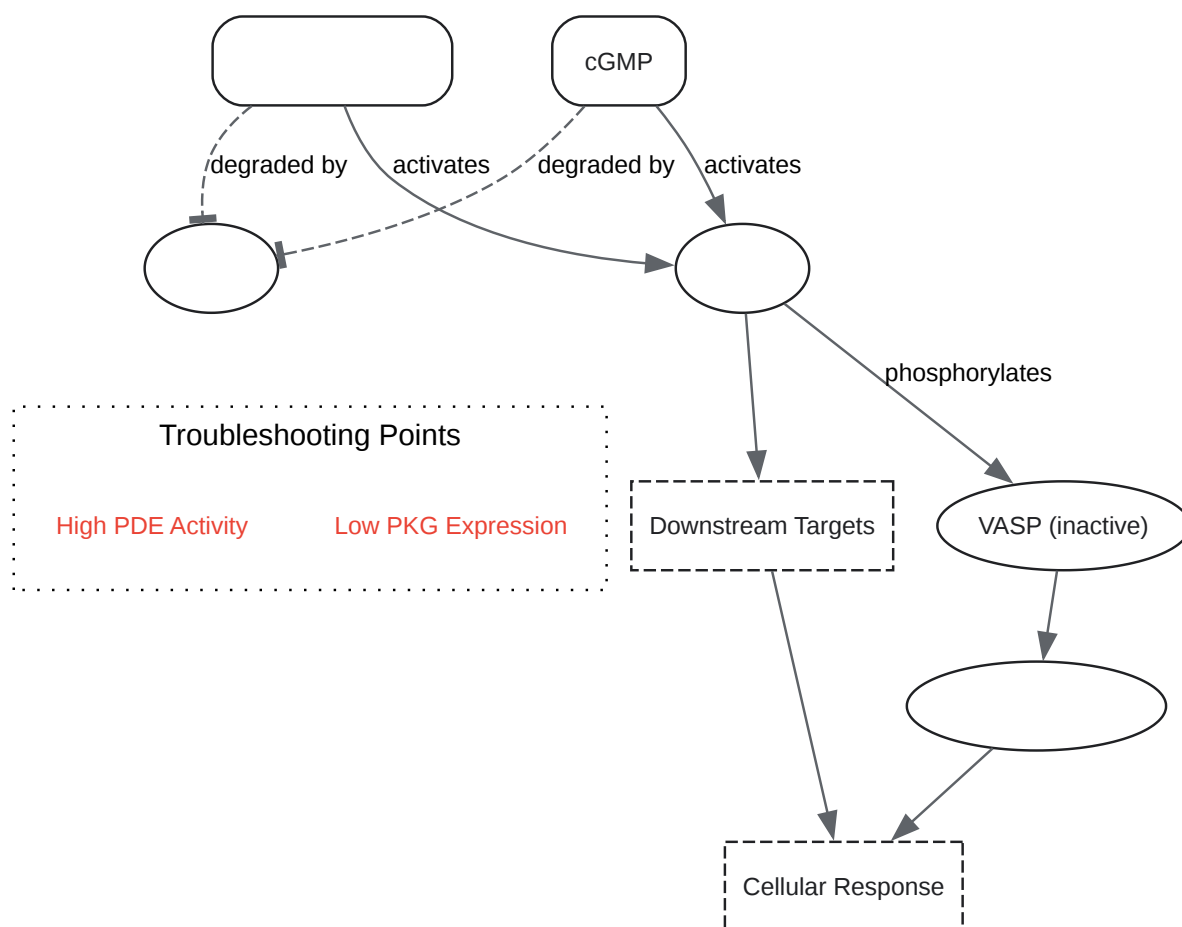 cGMP
degraded by
activates
degraded by
activates
phosphorylates
Troubleshooting Points
High PDE Activity
Low PKG Expression
Downstream Targets
VASP (inactive)
Cellular Response